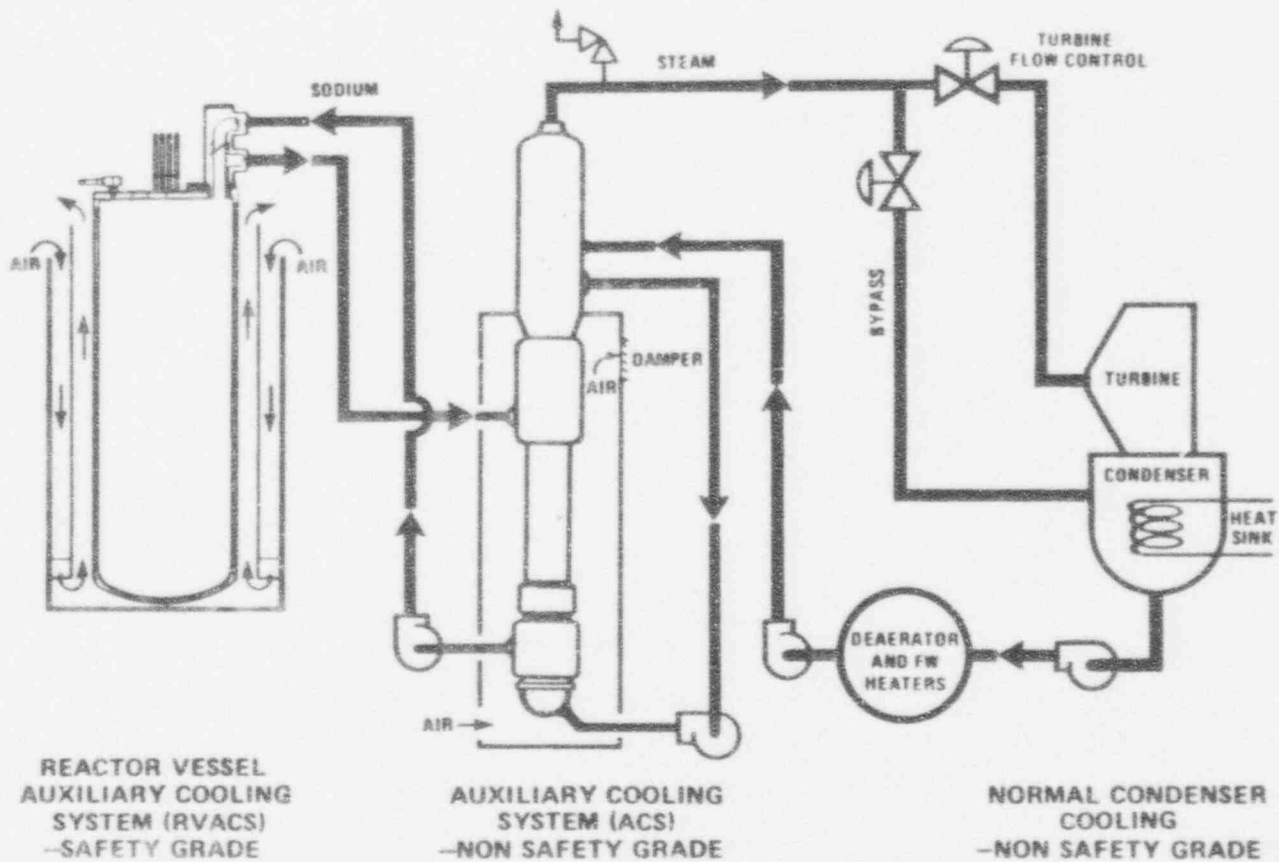 SODIUM
STEAM
TURBINE
FLOW CONTROL
AIR
AIR
BYPASS
DAMPER
AIR
TURBINE
CONDENSER
HEAT
SINK
DEAERATOR
AND FW
HEATERS
AIR
REACTOR VESSEL
AUXILIARY COOLING
SYSTEM (RVACS)
–SAFETY GRADE
AUXILIARY COOLING
SYSTEM (ACS)
–NON SAFETY GRADE
NORMAL CONDENSER
COOLING
–NON SAFETY GRADE